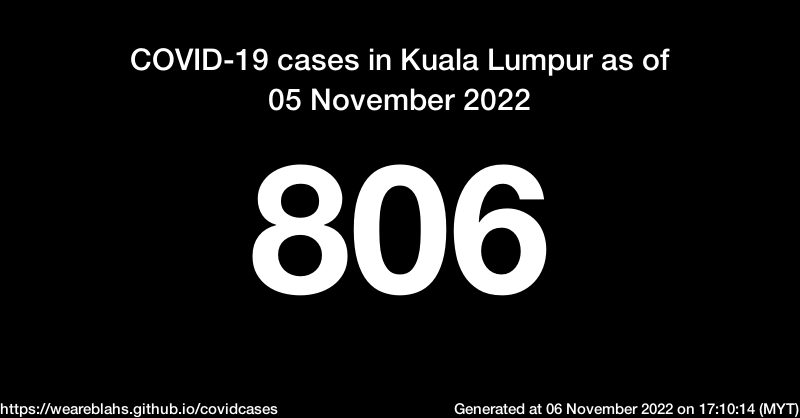 COVID-19 cases in Kuala Lumpur as of
05 November 2022
806
https://weareblahs.github.io/covidcases
Generated at 06 November 2022 on 17:10:14 (MYT)